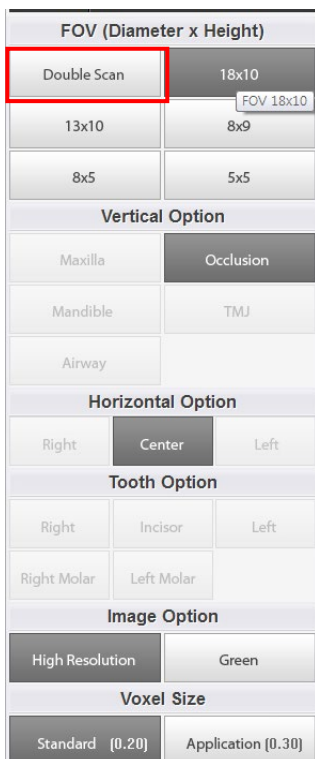 FOV (Diameter x Height)
Double Scan 18x10
FOV 18x10
13x10 8x9
8x5 5x5
Vertical Option
Maxilla Occlusion
Mandible TMJ
Airway
Horizontal Option
Right Center Left
Tooth Option
Right Incisor Left
Right Molar Left Molar
Image Option
High Resolution Green
Voxel Size
Standard (0.20) Application (0.30)